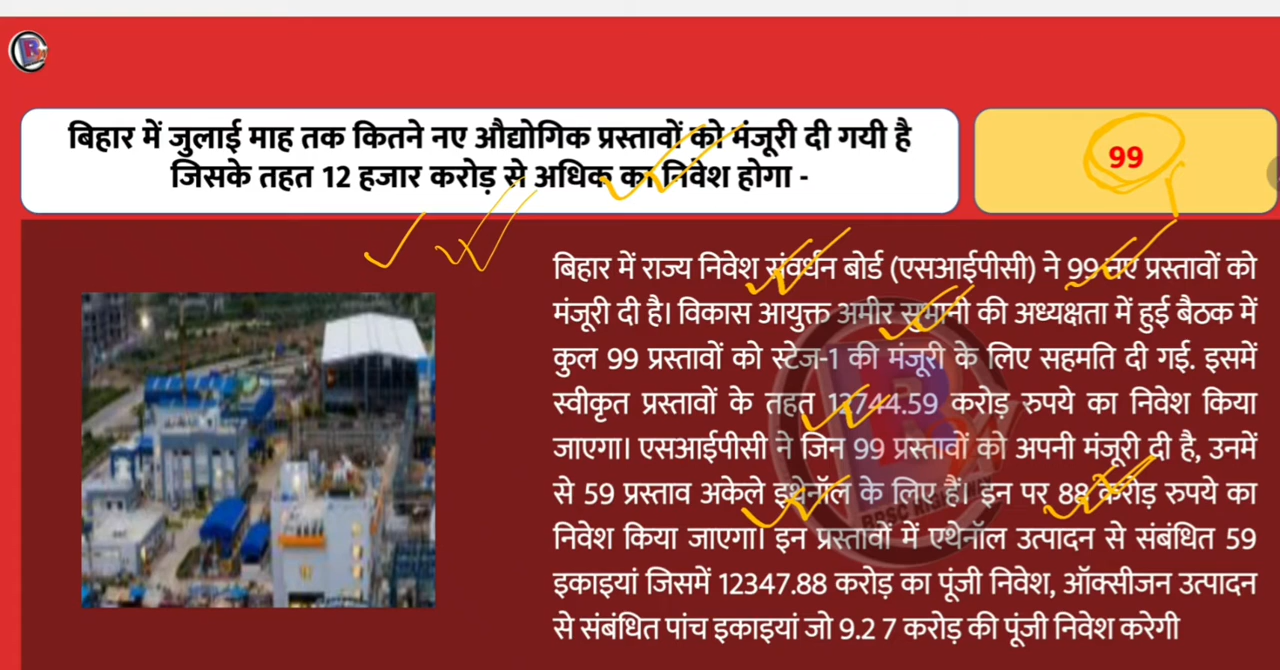 बिहार में जुलाई माह तक कितने नए औद्योगिक प्रस्तावों को मंजूरी दी गयी है
जिसके तहत 12 हजार करोड़ से अधिक का निवेश होगा -
99
बिहार में राज्य निवेश संवर्धन बोर्ड (एसआईपीसी) ने 99 नए प्रस्तावों को
मंजूरी दी है। विकास आयुक्त अमीर सुभानी की अध्यक्षता में हुई बैठक में
कुल 99 प्रस्तावों को स्टेज-1 की मंजूरी के लिए सहमति दी गई. इसमें
स्वीकृत प्रस्तावों के तहत 12744.59 करोड़ रुपये का निवेश किया
जाएगा। एसआईपीसी ने जिन 99 प्रस्तावों को अपनी मंजूरी दी है, उनमें
से 59 प्रस्ताव अकेले इथेनॉल के लिए हैं। इन पर 88 करोड़ रुपये का
निवेश किया जाएगा। इन प्रस्तावों में एथेनॉल उत्पादन से संबंधित 59
इकाइयां जिसमें 12347.88 करोड़ का पूंजी निवेश, ऑक्सीजन उत्पादन
से संबंधित पांच इकाइयां जो 9.2 7 करोड़ की पूंजी निवेश करेगी